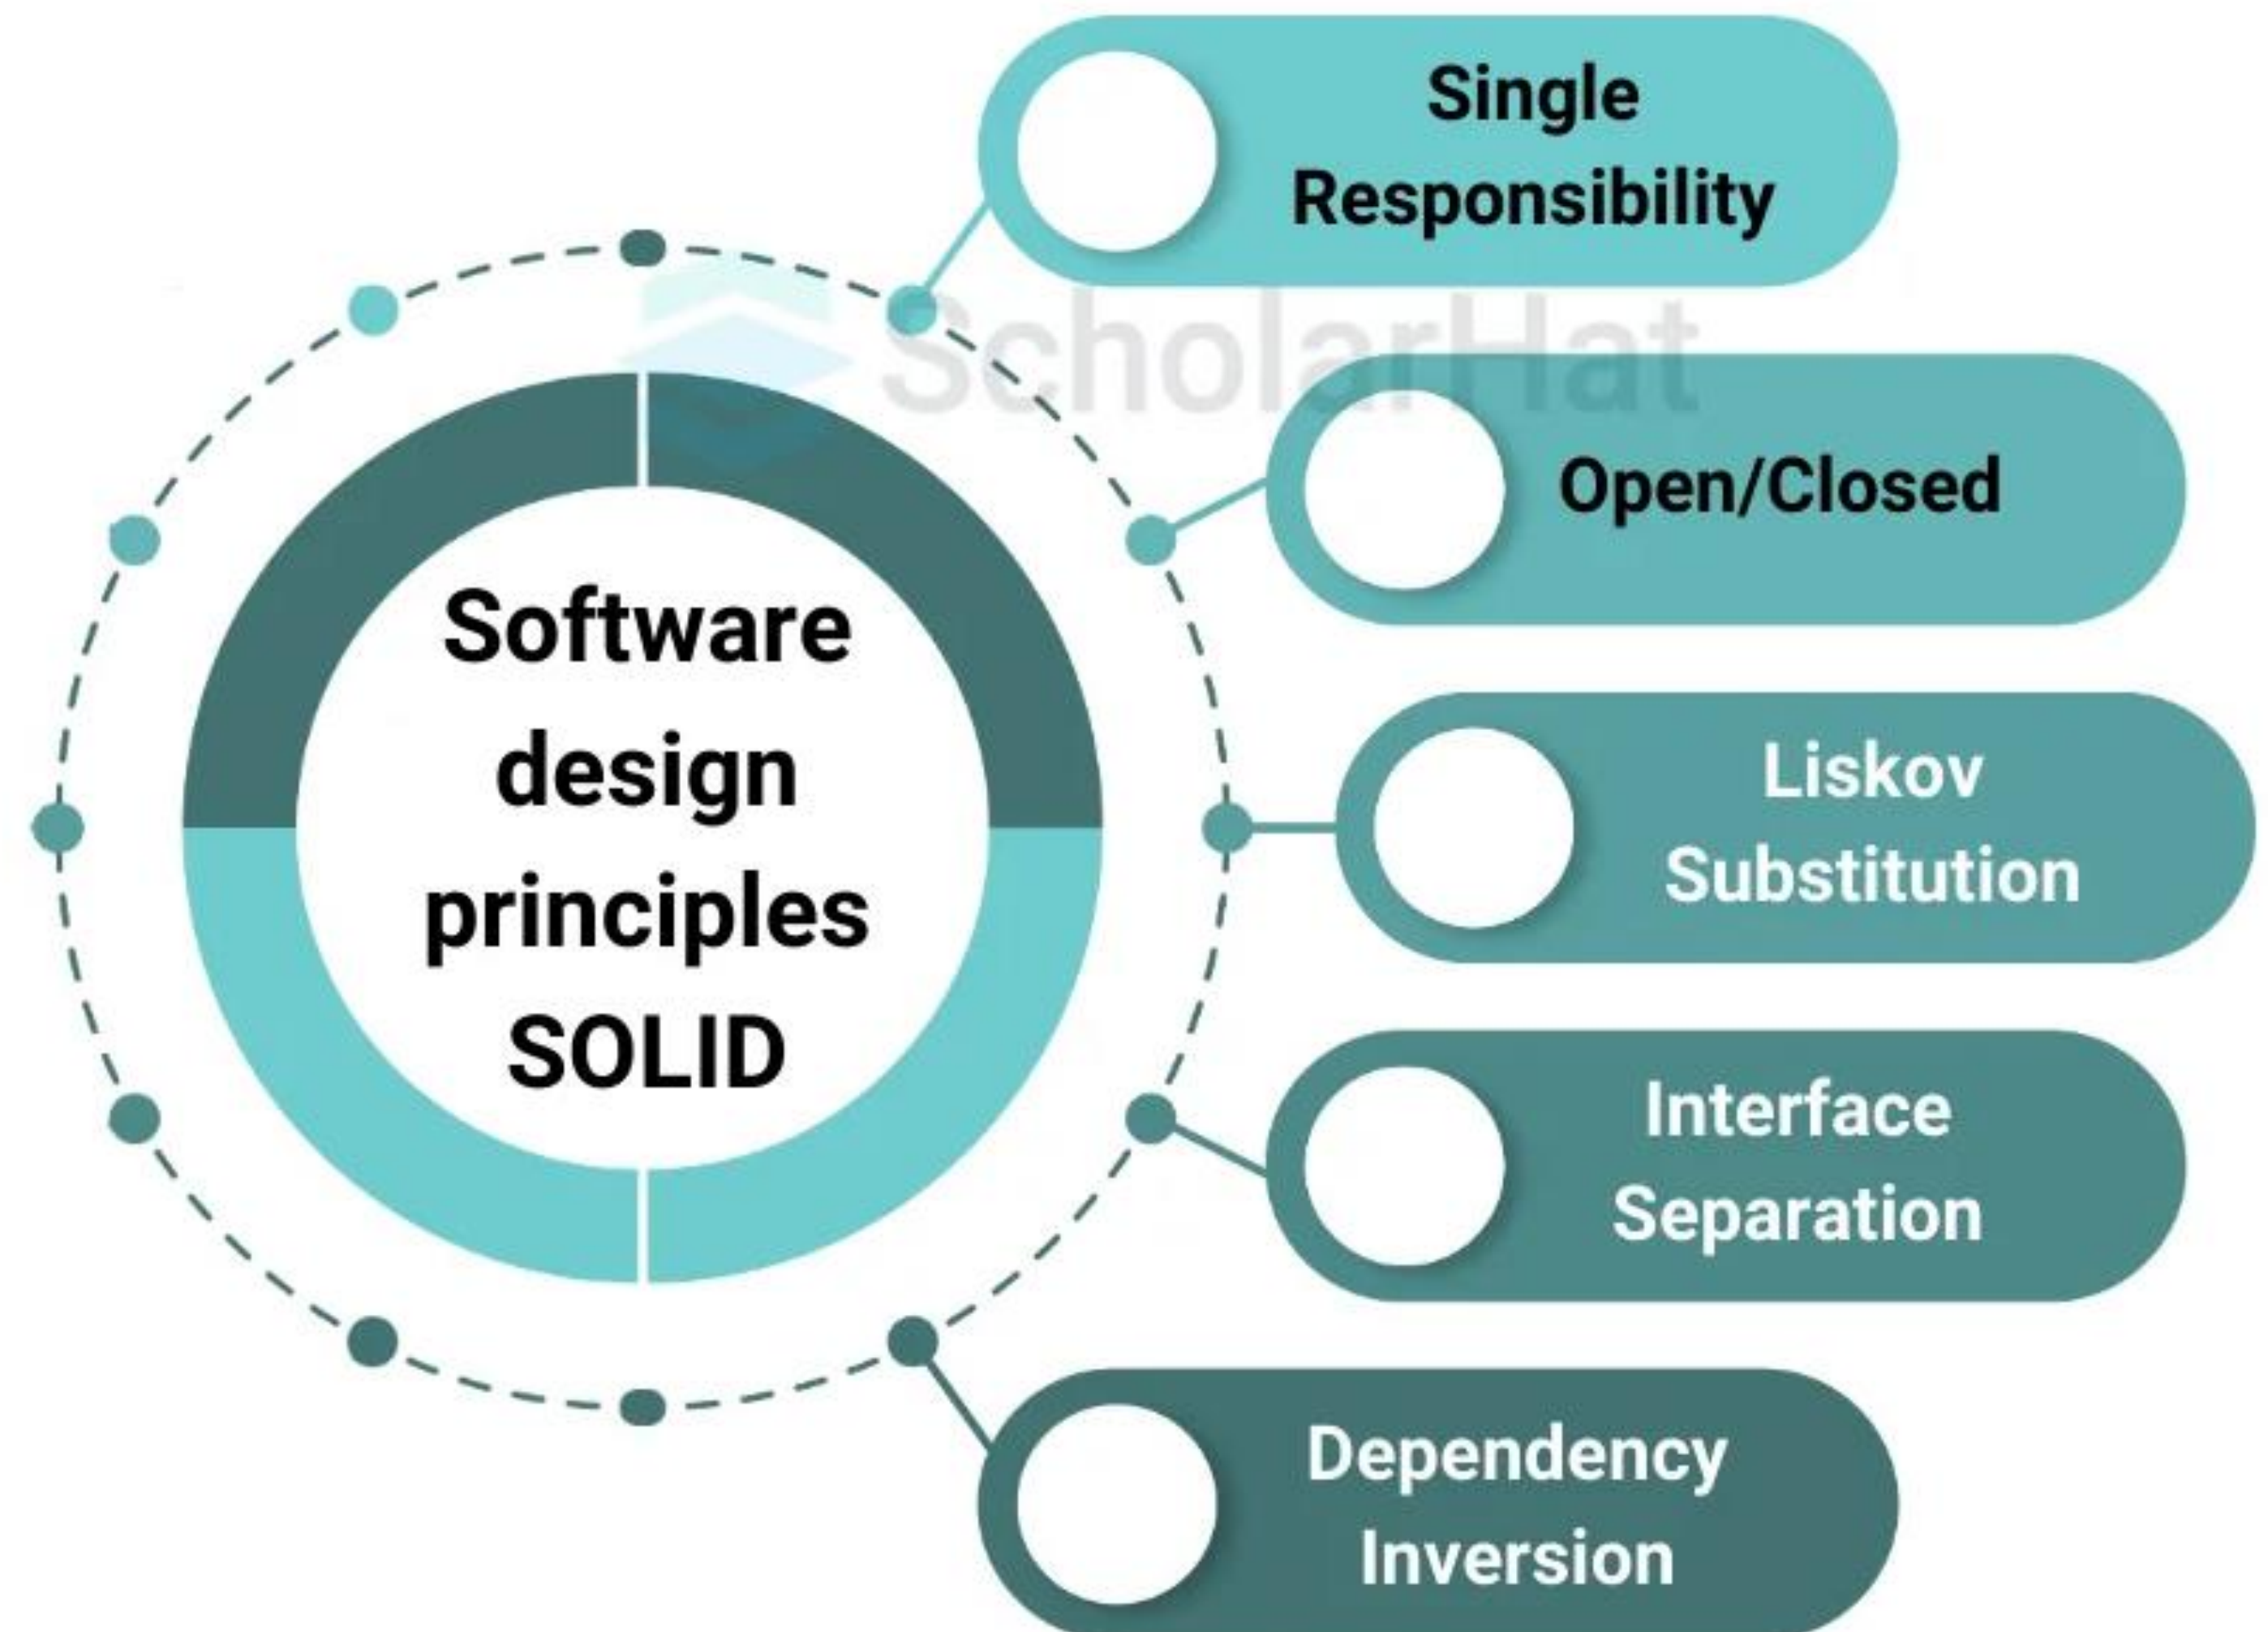 Single
Responsibility
ScholarHat
Open/Closed
Software
design
principles
SOLID
Liskov
Substitution
Interface
Separation
Dependency
Inversion